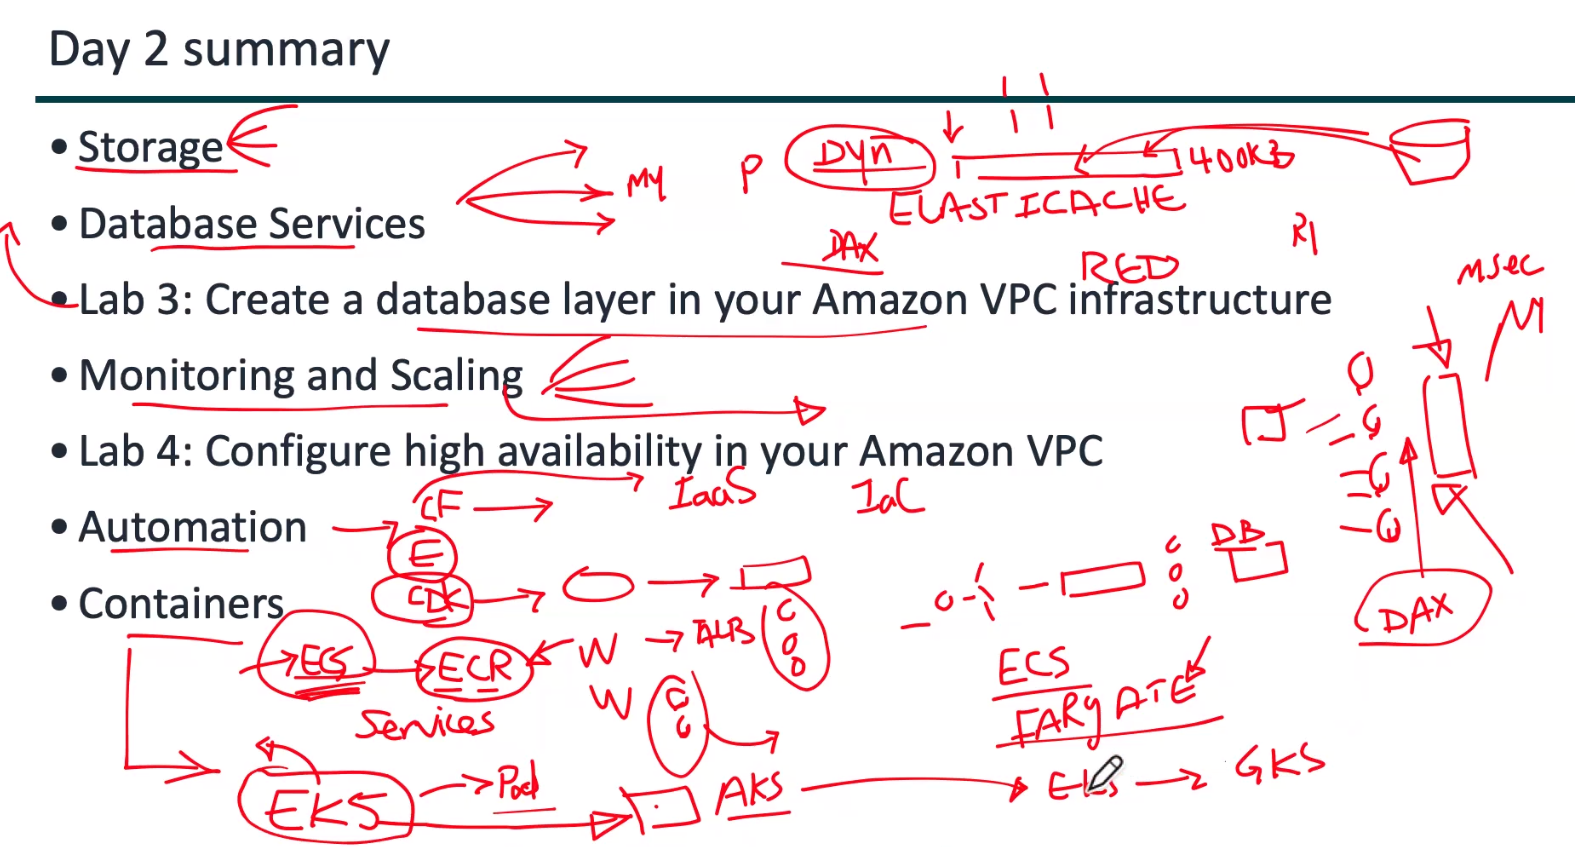 Day 2 summary
• Storage
P Dyn 400KB
My
ELASTICACHE
• Database Services
DAX
RED
msec
M
• Lab 3: Create a database layer in your Amazon VPC infrastructure
• Monitoring and Scaling
• Lab 4: Configure high availability in your Amazon VPC
CF IaaS IaC
• Automation
E
DB
CDK
• Containers
DAX
ECS ECR W ALB
ECS
W
Services
FARgATE
EKS Pod AKS EKS GKS